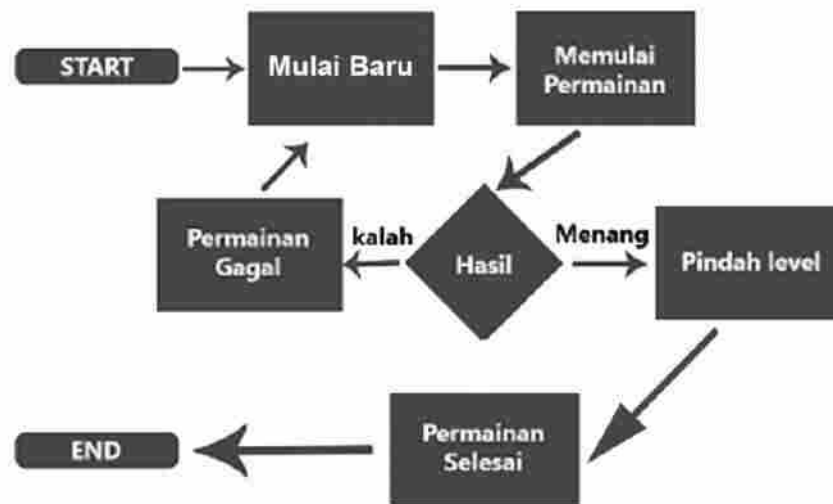 START
Mulai Baru
Memulai
Permainan
Permainan
Gagal
kalah
Hasil
Menang
Pindah level
Permainan
Selesai
END